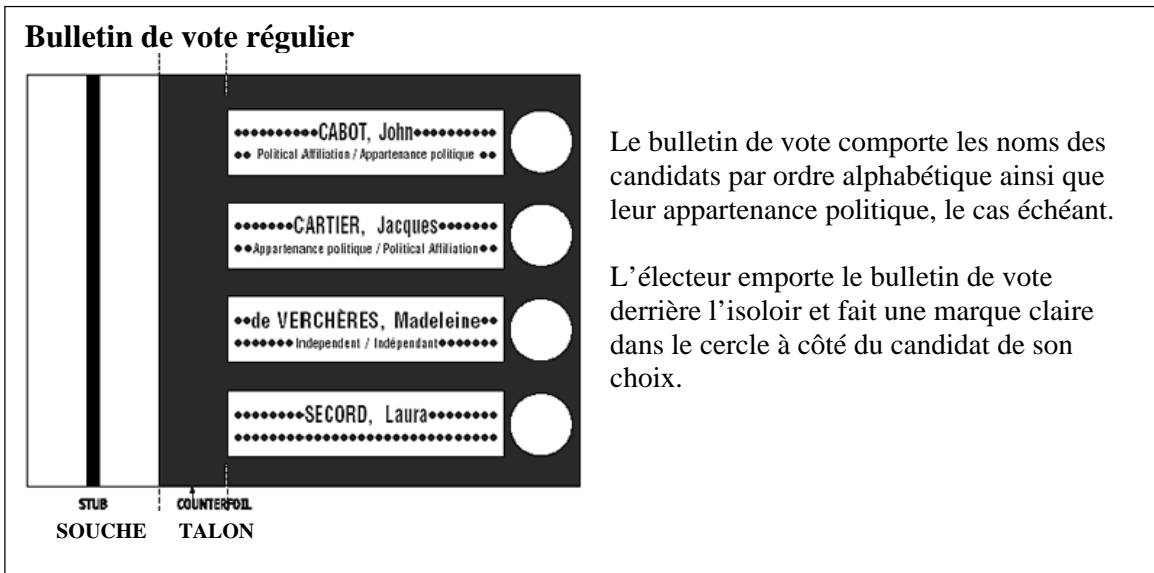 Bulletin de vote régulier
CABOT, John
Political Affiliation / Appartenance politique
CARTIER, Jacques
Appartenance politique / Political Affiliation
de VERCHÈRES, Madeleine
Independent / Indépendant
SECORD, Laura
STUB
COUNTERFOIL
SOUCHE
TALON
Le bulletin de vote comporte les noms des
candidats par ordre alphabétique ainsi que
leur appartenance politique, le cas échéant.
L’électeur emporte le bulletin de vote
derrière l’isoloir et fait une marque claire
dans le cercle à côté du candidat de son
choix.